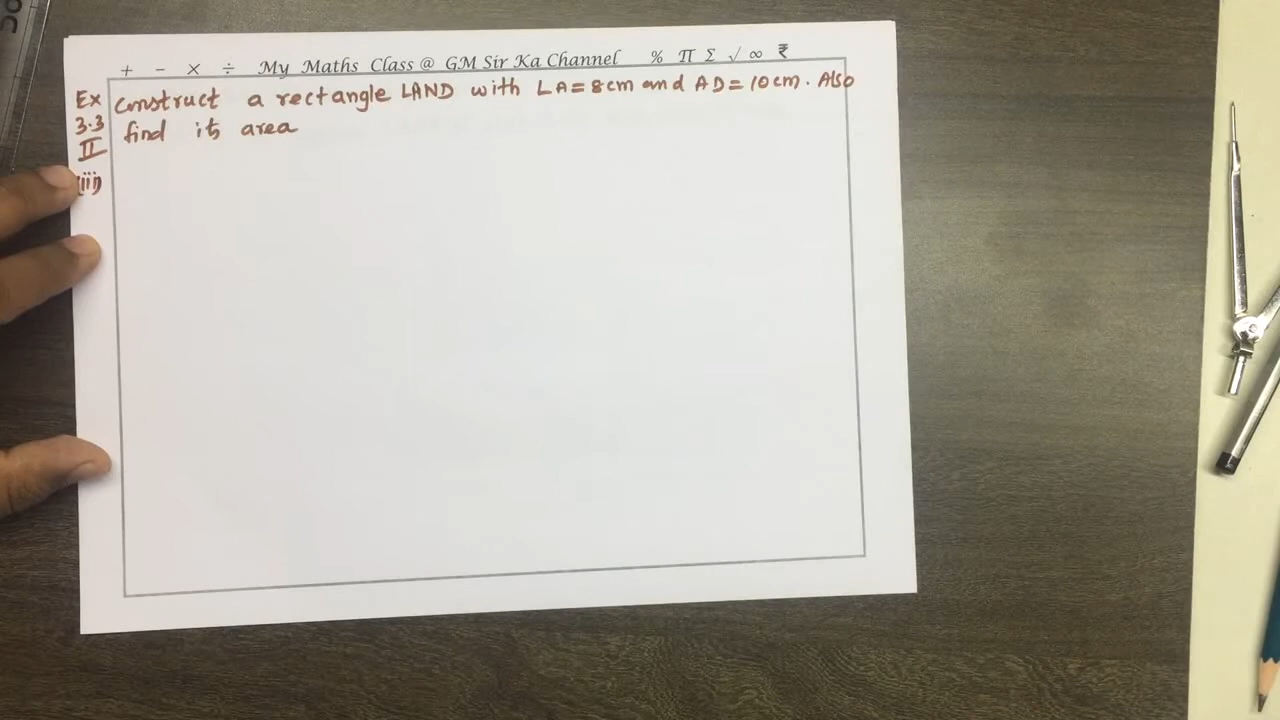 + - × ÷ My Maths Class @ GM Sir Ka Channel % Π Σ √ ∞ ₹
Ex construct a rectangle LAND with LA=8cm and AD=10cm. Also
3.3 find its area
II
(iii)